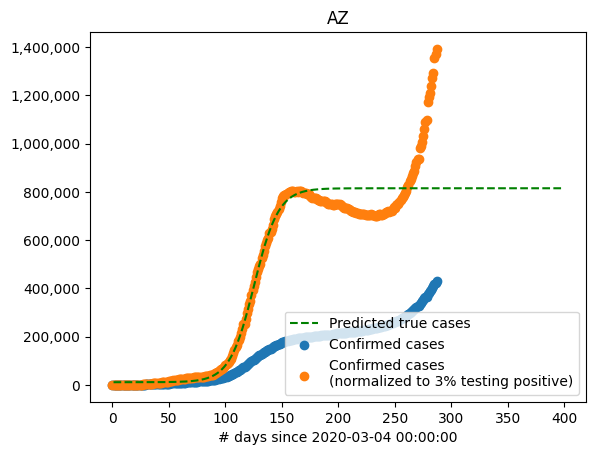 AZ
1,400,000
1,200,000
1,000,000
800,000
600,000
400,000
200,000
0
Predicted true cases
Confirmed cases
Confirmed cases
(normalized to 3% testing positive)
0 50 100 150 200 250 300 350 400
# days since 2020-03-04 00:00:00